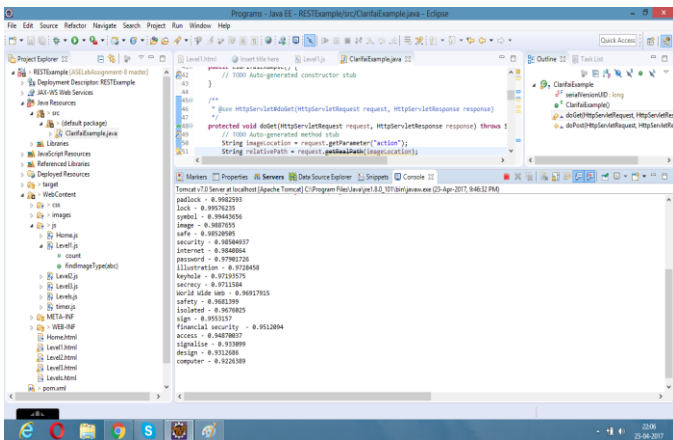 Programs - Java EE - RESTExample/src/ClarifaiExample.java - Eclipse
File Edit Source Refactor Navigate Search Project Run Window Help
Quick Access
Project Explorer
RESTExample [ASELabAssignment-8 master]
Deployment Descriptor: RESTExample
JAX-WS Web Services
Java Resources
src
(default package)
ClarifaiExample.java
Libraries
JavaScript Resources
Referenced Libraries
Deployed Resources
target
WebContent
css
images
js
Home.js
Level1.js
count
findImageType(abc)
Level2.js
Level3.js
Levels.js
timer.js
META-INF
WEB-INF
Home.html
Level1.html
Level2.html
Level3.html
Levels.html
pom.xml
Level1.html Insert title here Level1.js ClarifaiExample.java
// TODO Auto-generated constructor stub
43 }
44
/**
* @see HttpServlet#doGet(HttpServletRequest request, HttpServletResponse response)
*/
protected void doGet(HttpServletRequest request, HttpServletResponse response) throws
// TODO Auto-generated method stub
String imageLocation = request.getParameter("action");
String relativePath = request.getRealPath(imageLocation);
Outline Task List
ClarifaiExample
serialVersionUID : long
ClarifaiExample()
doGet(HttpServletRequest, HttpServletRe
doPost(HttpServletRequest, HttpServletR
Markers Properties Servers Data Source Explorer Snippets Console
Tomcat v7.0 Server at localhost [Apache Tomcat] C:\Program Files\Java\jre1.8.0_101\bin\javaw.exe (23-Apr-2017, 9:46:32 PM)
padlock - 0.9982593
lock - 0.99576235
symbol - 0.99443656
image - 0.9887655
safe - 0.98520505
security - 0.98504937
internet - 0.9840864
password - 0.97901726
illustration - 0.9728458
keyhole - 0.97193575
secrecy - 0.9711584
World Wide Web - 0.96917915
safety - 0.9681399
isolated - 0.9676025
sign - 0.9553157
financial security - 0.9512094
access - 0.94870037
signalise - 0.933099
design - 0.9312686
computer - 0.9226389
22:06
23-04-2017